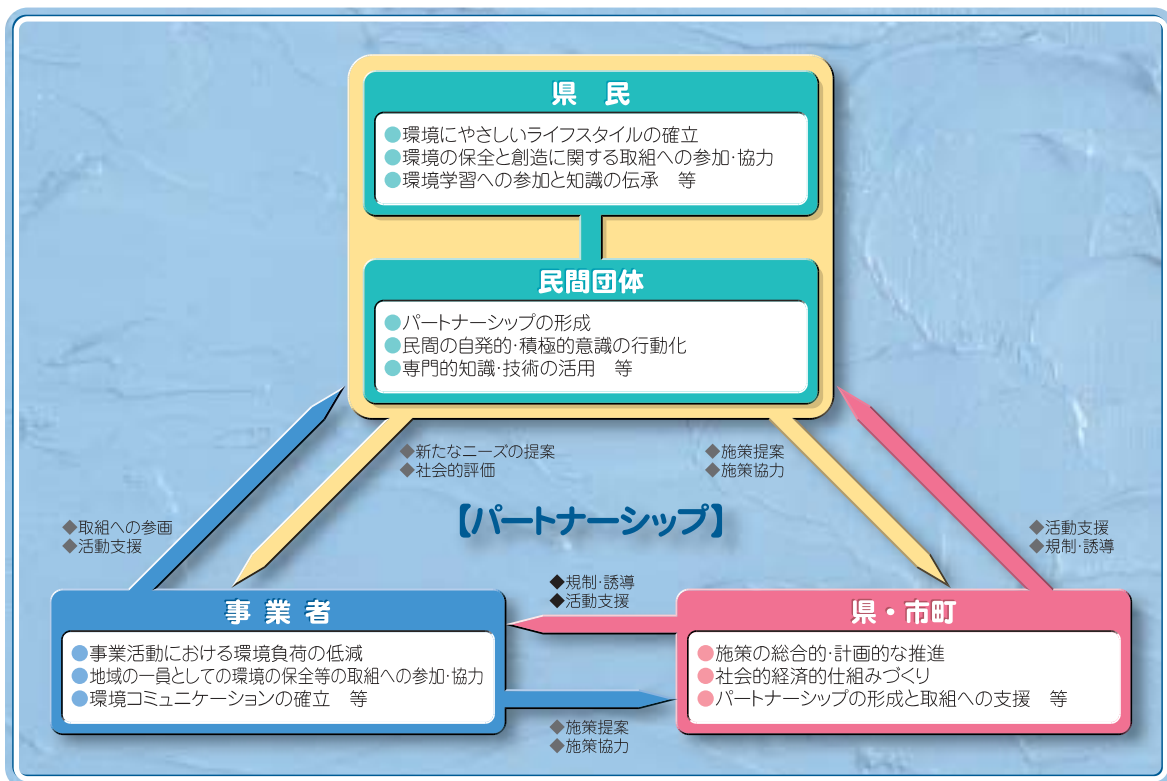 県 民
●環境にやさしいライフスタイルの確立
●環境の保全と創造に関する取組への参加・協力
●環境学習への参加と知識の伝承 等
民間団体
●パートナーシップの形成
●民間の自発的・積極的意識の行動化
●専門的知識・技術の活用 等
◆新たなニーズの提案
◆社会的評価
◆施策提案
◆施策協力
【パートナーシップ】
◆取組への参画
◆活動支援
◆活動支援
◆規制・誘導
◆規制・誘導
◆活動支援
事 業 者
●事業活動における環境負荷の低減
●地域の一員としての環境の保全等の取組への参加・協力
●環境コミュニケーションの確立 等
県・市町
●施策の総合的・計画的な推進
●社会的経済的仕組みづくり
●パートナーシップの形成と取組への支援 等
◆施策提案
◆施策協力